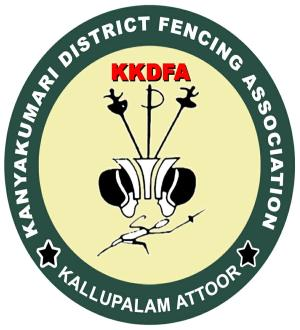 KANYAKUMARI DISTRICT FENCING ASSOCIATION
KKDFA
KALLUPALAM ATTOOR